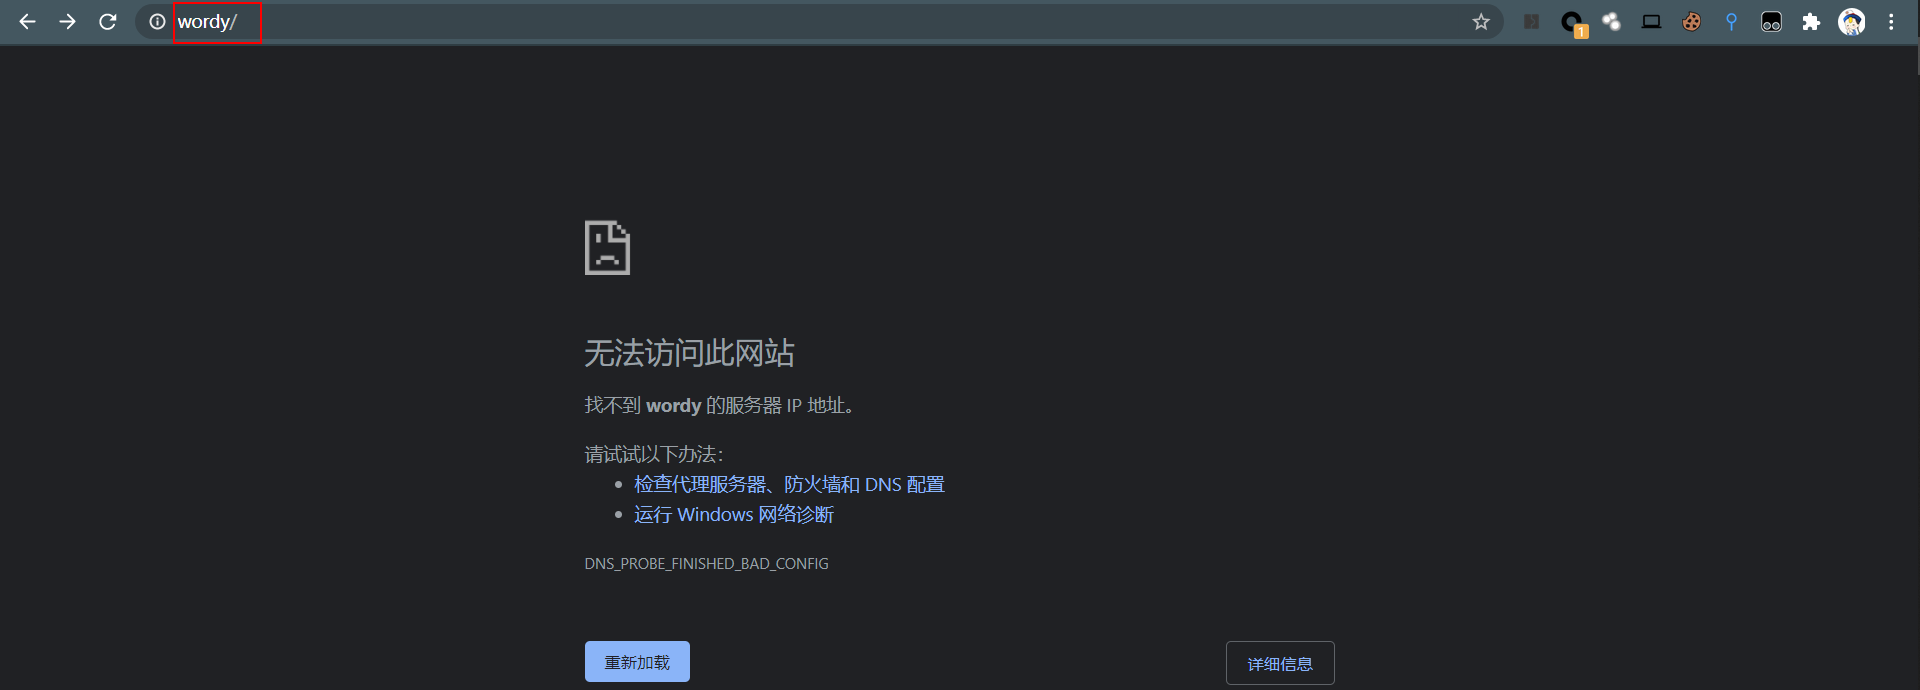 wordy/
1
无法访问此网站
找不到 wordy 的服务器 IP 地址。
请试试以下办法：
检查代理服务器、防火墙和 DNS 配置
运行 Windows 网络诊断
DNS_PROBE_FINISHED_BAD_CONFIG
重新加载
详细信息